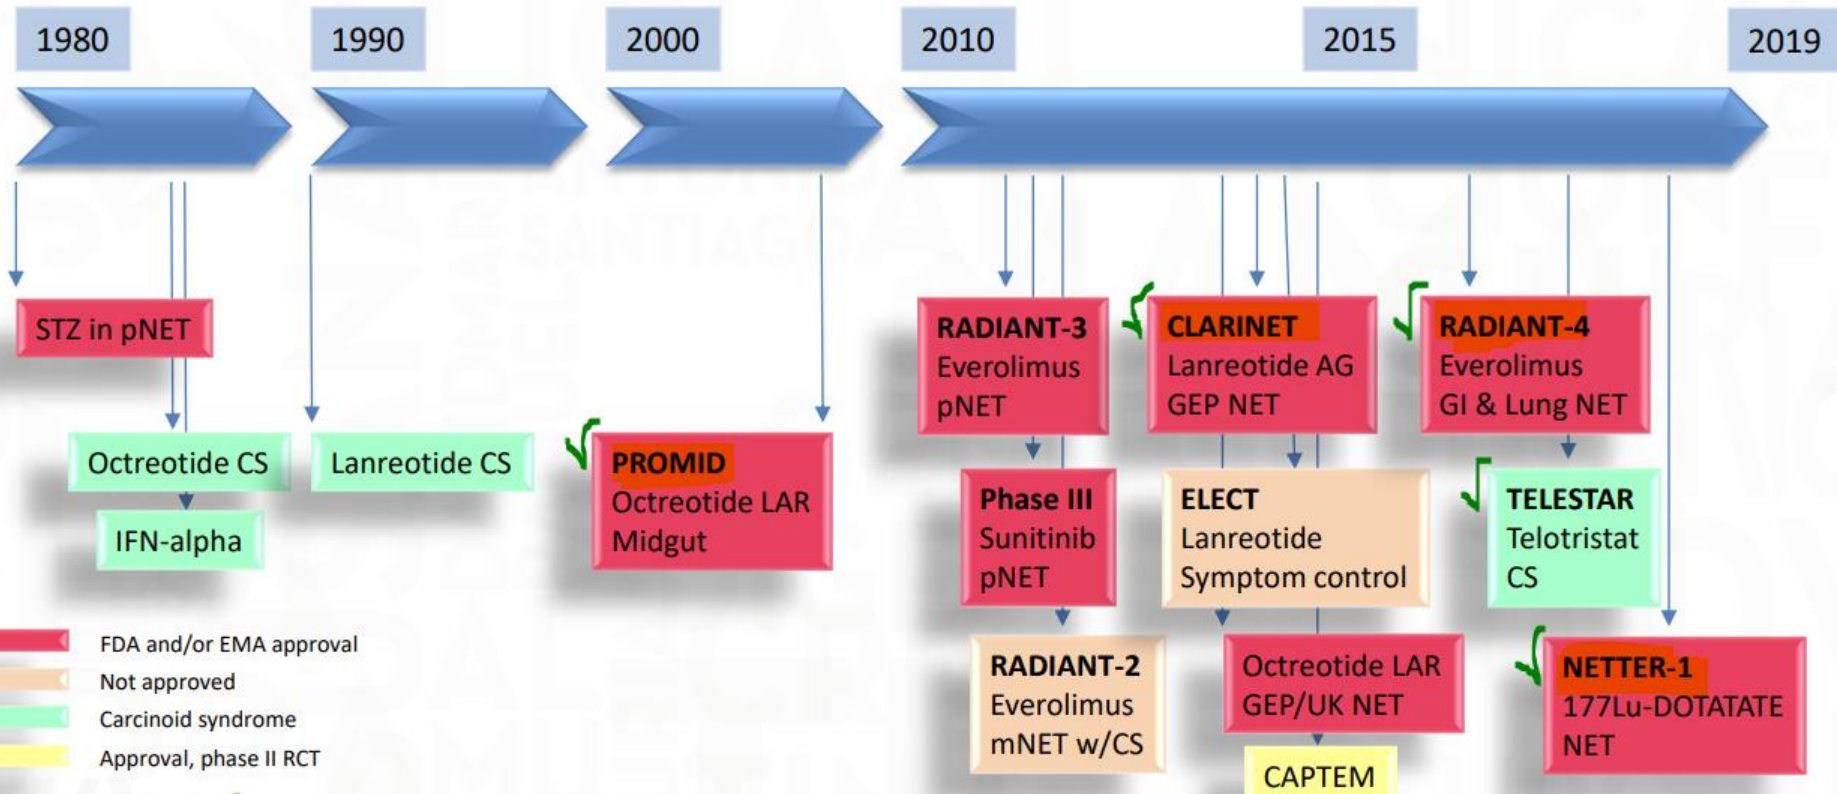 1980
1990
2000
2010
2015
2019
STZ in pNET
Octreotide CS
IFN-alpha
Lanreotide CS
PROMID
Octreotide LAR
Midgut
RADIANT-3
Everolimus
pNET
Phase III
Sunitinib
pNET
RADIANT-2
Everolimus
mNET w/CS
CLARINET
Lanreotide AG
GEP NET
ELECT
Lanreotide
Symptom control
Octreotide LAR
GEP/UK NET
CAPTEM
RADIANT-4
Everolimus
GI & Lung NET
TELESTAR
Telotristat
CS
NETTER-1
177Lu-DOTATATE
NET
FDA and/or EMA approval
Not approved
Carcinoid syndrome
Approval, phase II RCT